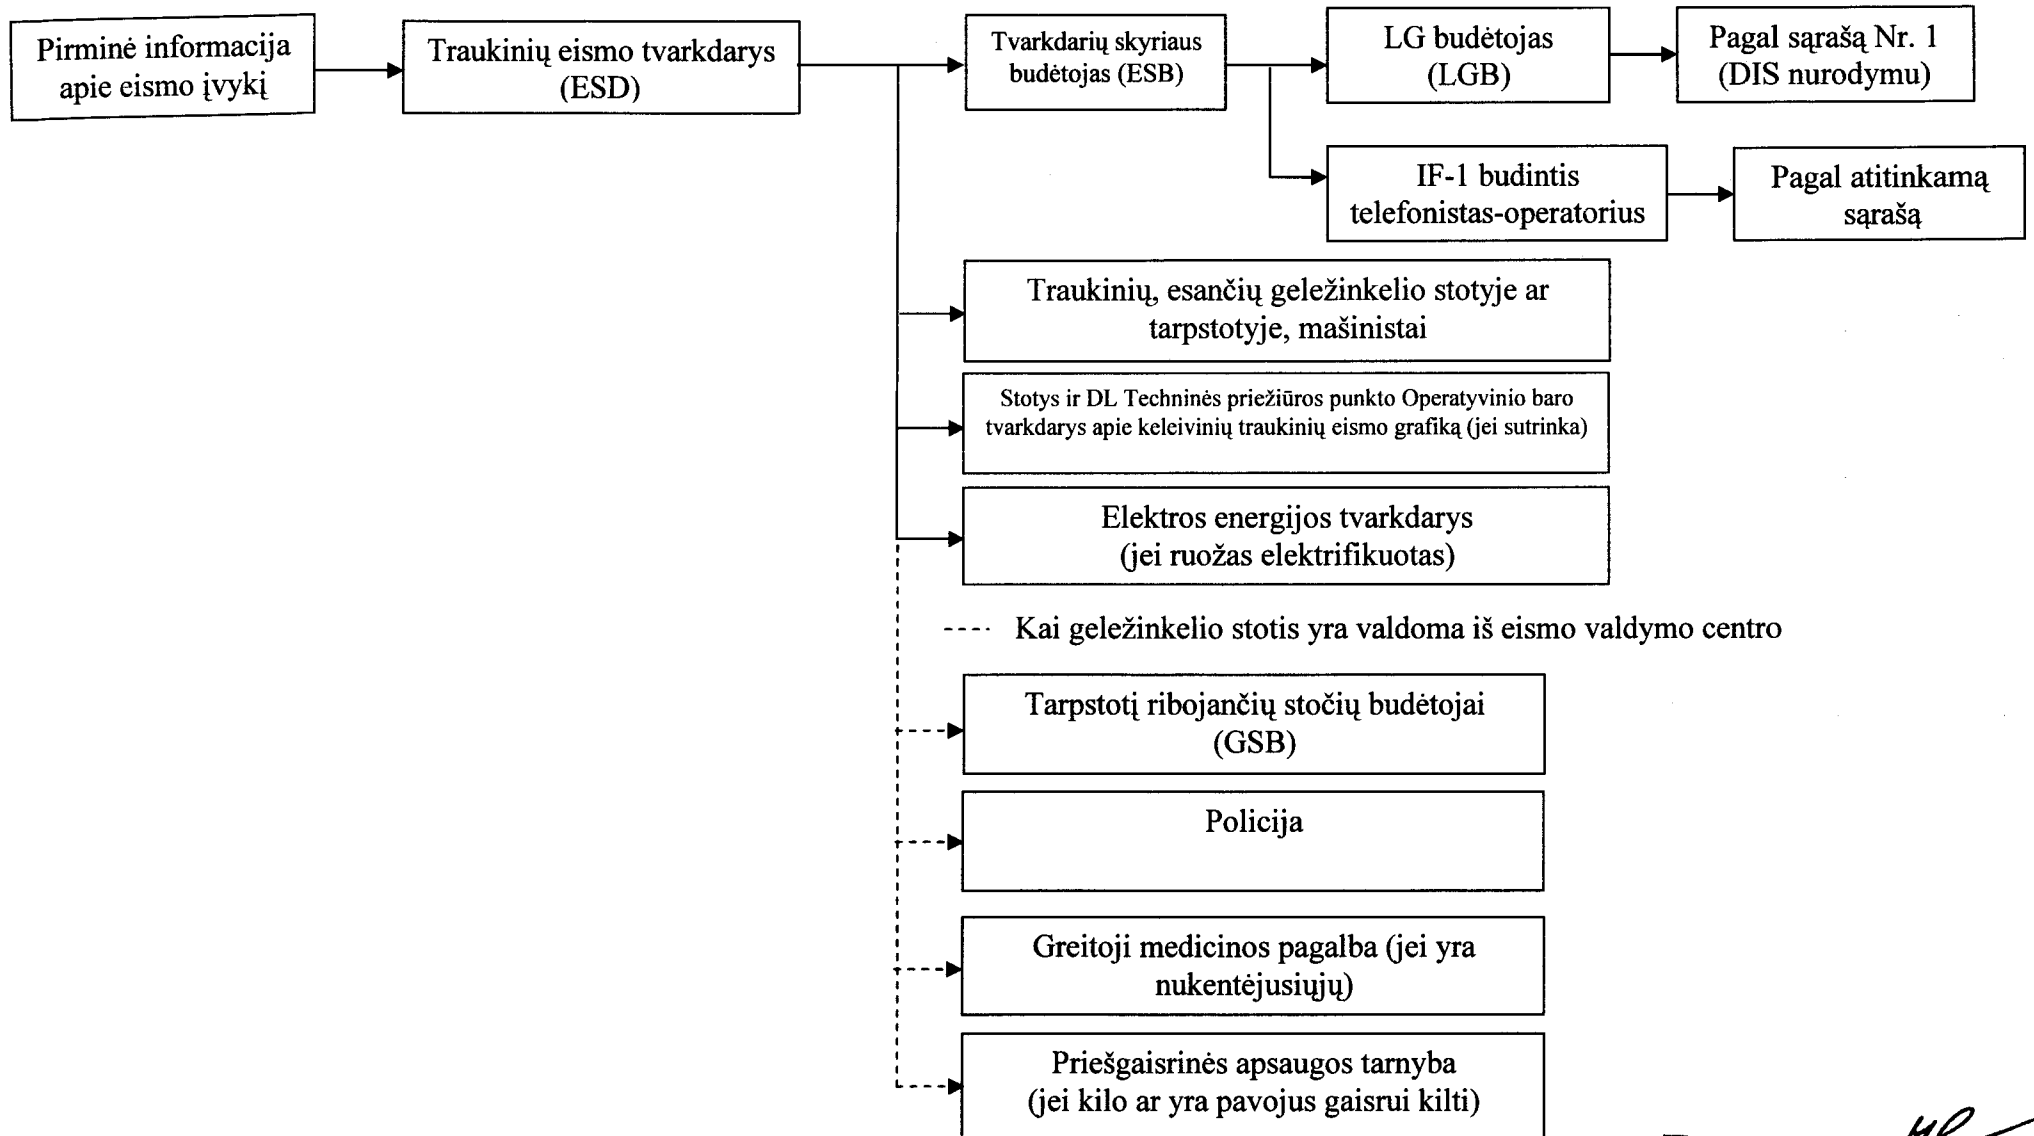 Pirminė informacija
apie eismo įvykį
Traukinių eismo tvarkdarys
(ESD)
Tvarkdarių skyriaus
budėtojas (ESB)
LG budėtojas
(LGB)
Pagal sąrašą Nr. 1
(DIS nurodymu)
IF-1 budintis
telefonistas-operatorius
Pagal atitinkamą
sąrašą
Traukinių, esančių geležinkelio stotyje ar
tarpstotyje, mašinistai
Stotys ir DL Techninės priežiūros punkto Operatyvinio baro
tvarkdarys apie keleivinių traukinių eismo grafiką (jei sutrinka)
Elektros energijos tvarkdarys
(jei ruožas elektrifikuotas)
---- Kai geležinkelio stotis yra valdoma iš eismo valdymo centro
Tarpstotį ribojančių stočių budėtojai
(GSB)
Policija
Greitoji medicinos pagalba (jei yra
nukentėjusiųjų)
Priešgaisrinės apsaugos tarnyba
(jei kilo ar yra pavojus gaisrui kilti)